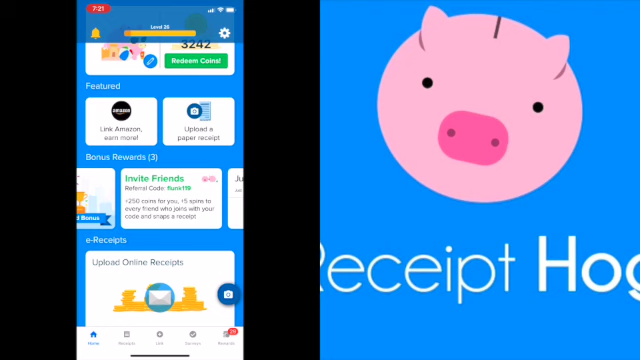 7:21
Level 26
3242
Redeem Coins!
Featured
amazon
Link Amazon,
earn more!
Upload a
paper receipt
Bonus Rewards (3)
d Bonus
Invite Friends
Referral Code: flunk119
+250 coins for you, +5 spins to
every friend who joins with your
code and snaps a receipt
Ju
e-Receipts
Upload Online Receipts
Home
Receipts
Link
Surveys
Rewards
Receipt Hog